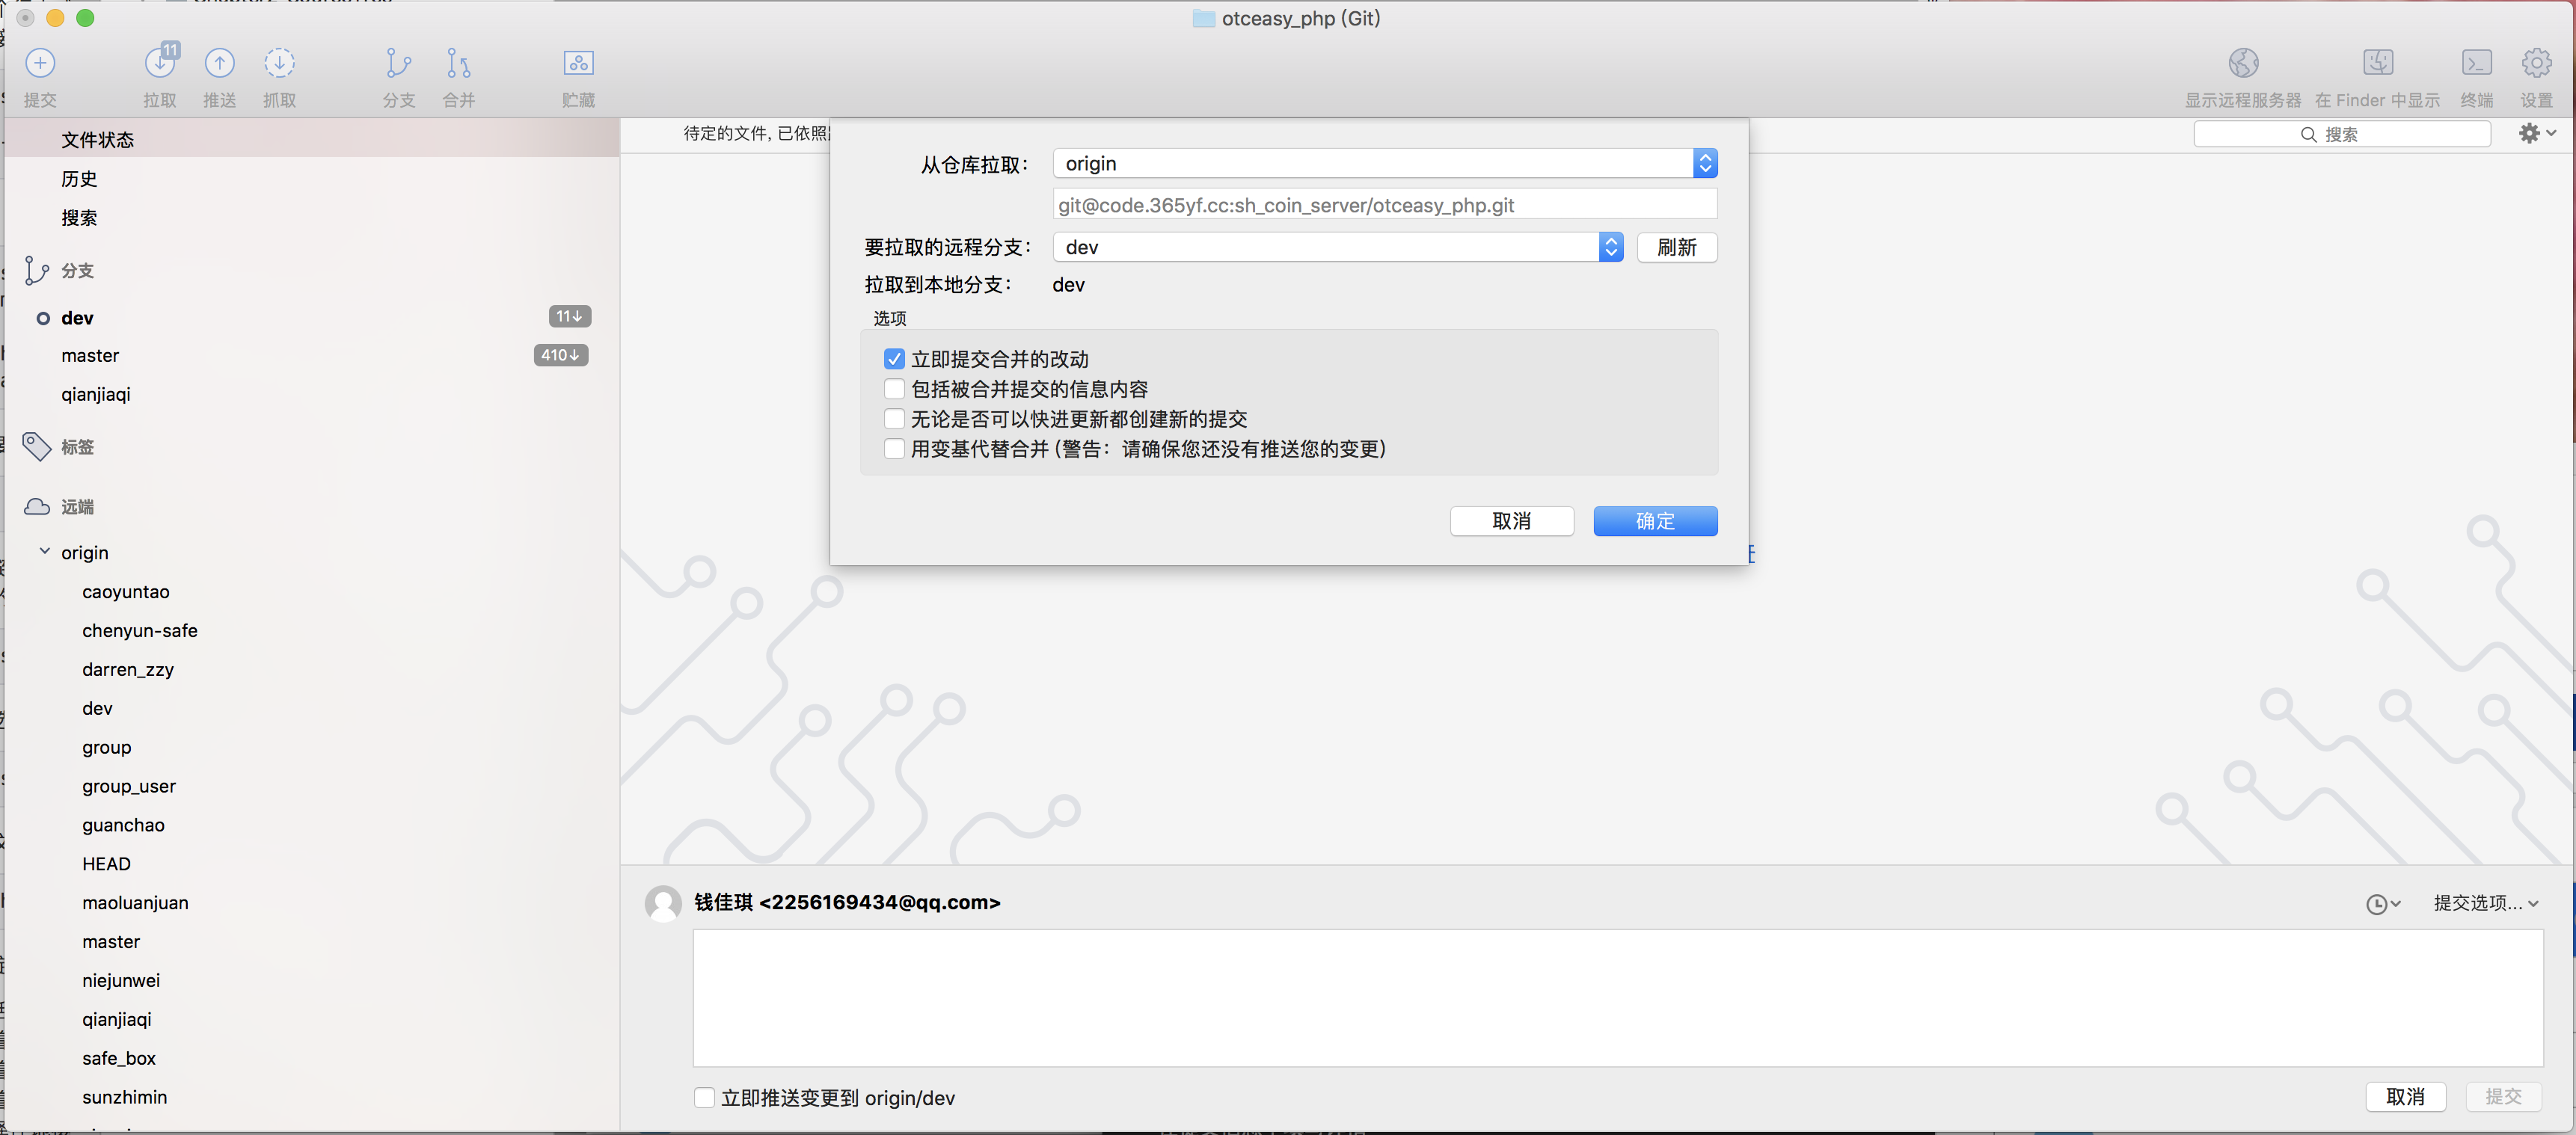 otceasy_php (Git)
11
提交
拉取
推送
抓取
分支
合并
贮藏
显示远程服务器
在 Finder 中显示
终端
设置
文件状态
历史
搜索
分支
dev
11↓
master
410↓
qianjiaqi
标签
远端
origin
caoyuntao
chenyun-safe
darren_zzy
dev
group
group_user
guanchao
HEAD
maoluanjuan
master
niejunwei
qianjiaqi
safe_box
sunzhimin
待定的文件, 已依照
搜索
从仓库拉取：
origin
git@code.365yf.cc:sh_coin_server/otceasy_php.git
要拉取的远程分支：
dev
刷新
拉取到本地分支：
dev
选项
立即提交合并的改动
包括被合并提交的信息内容
无论是否可以快进更新都创建新的提交
用变基代替合并 (警告：请确保您还没有推送您的变更)
取消
确定
钱佳琪 <2256169434@qq.com>
提交选项...
立即推送变更到 origin/dev
取消
提交